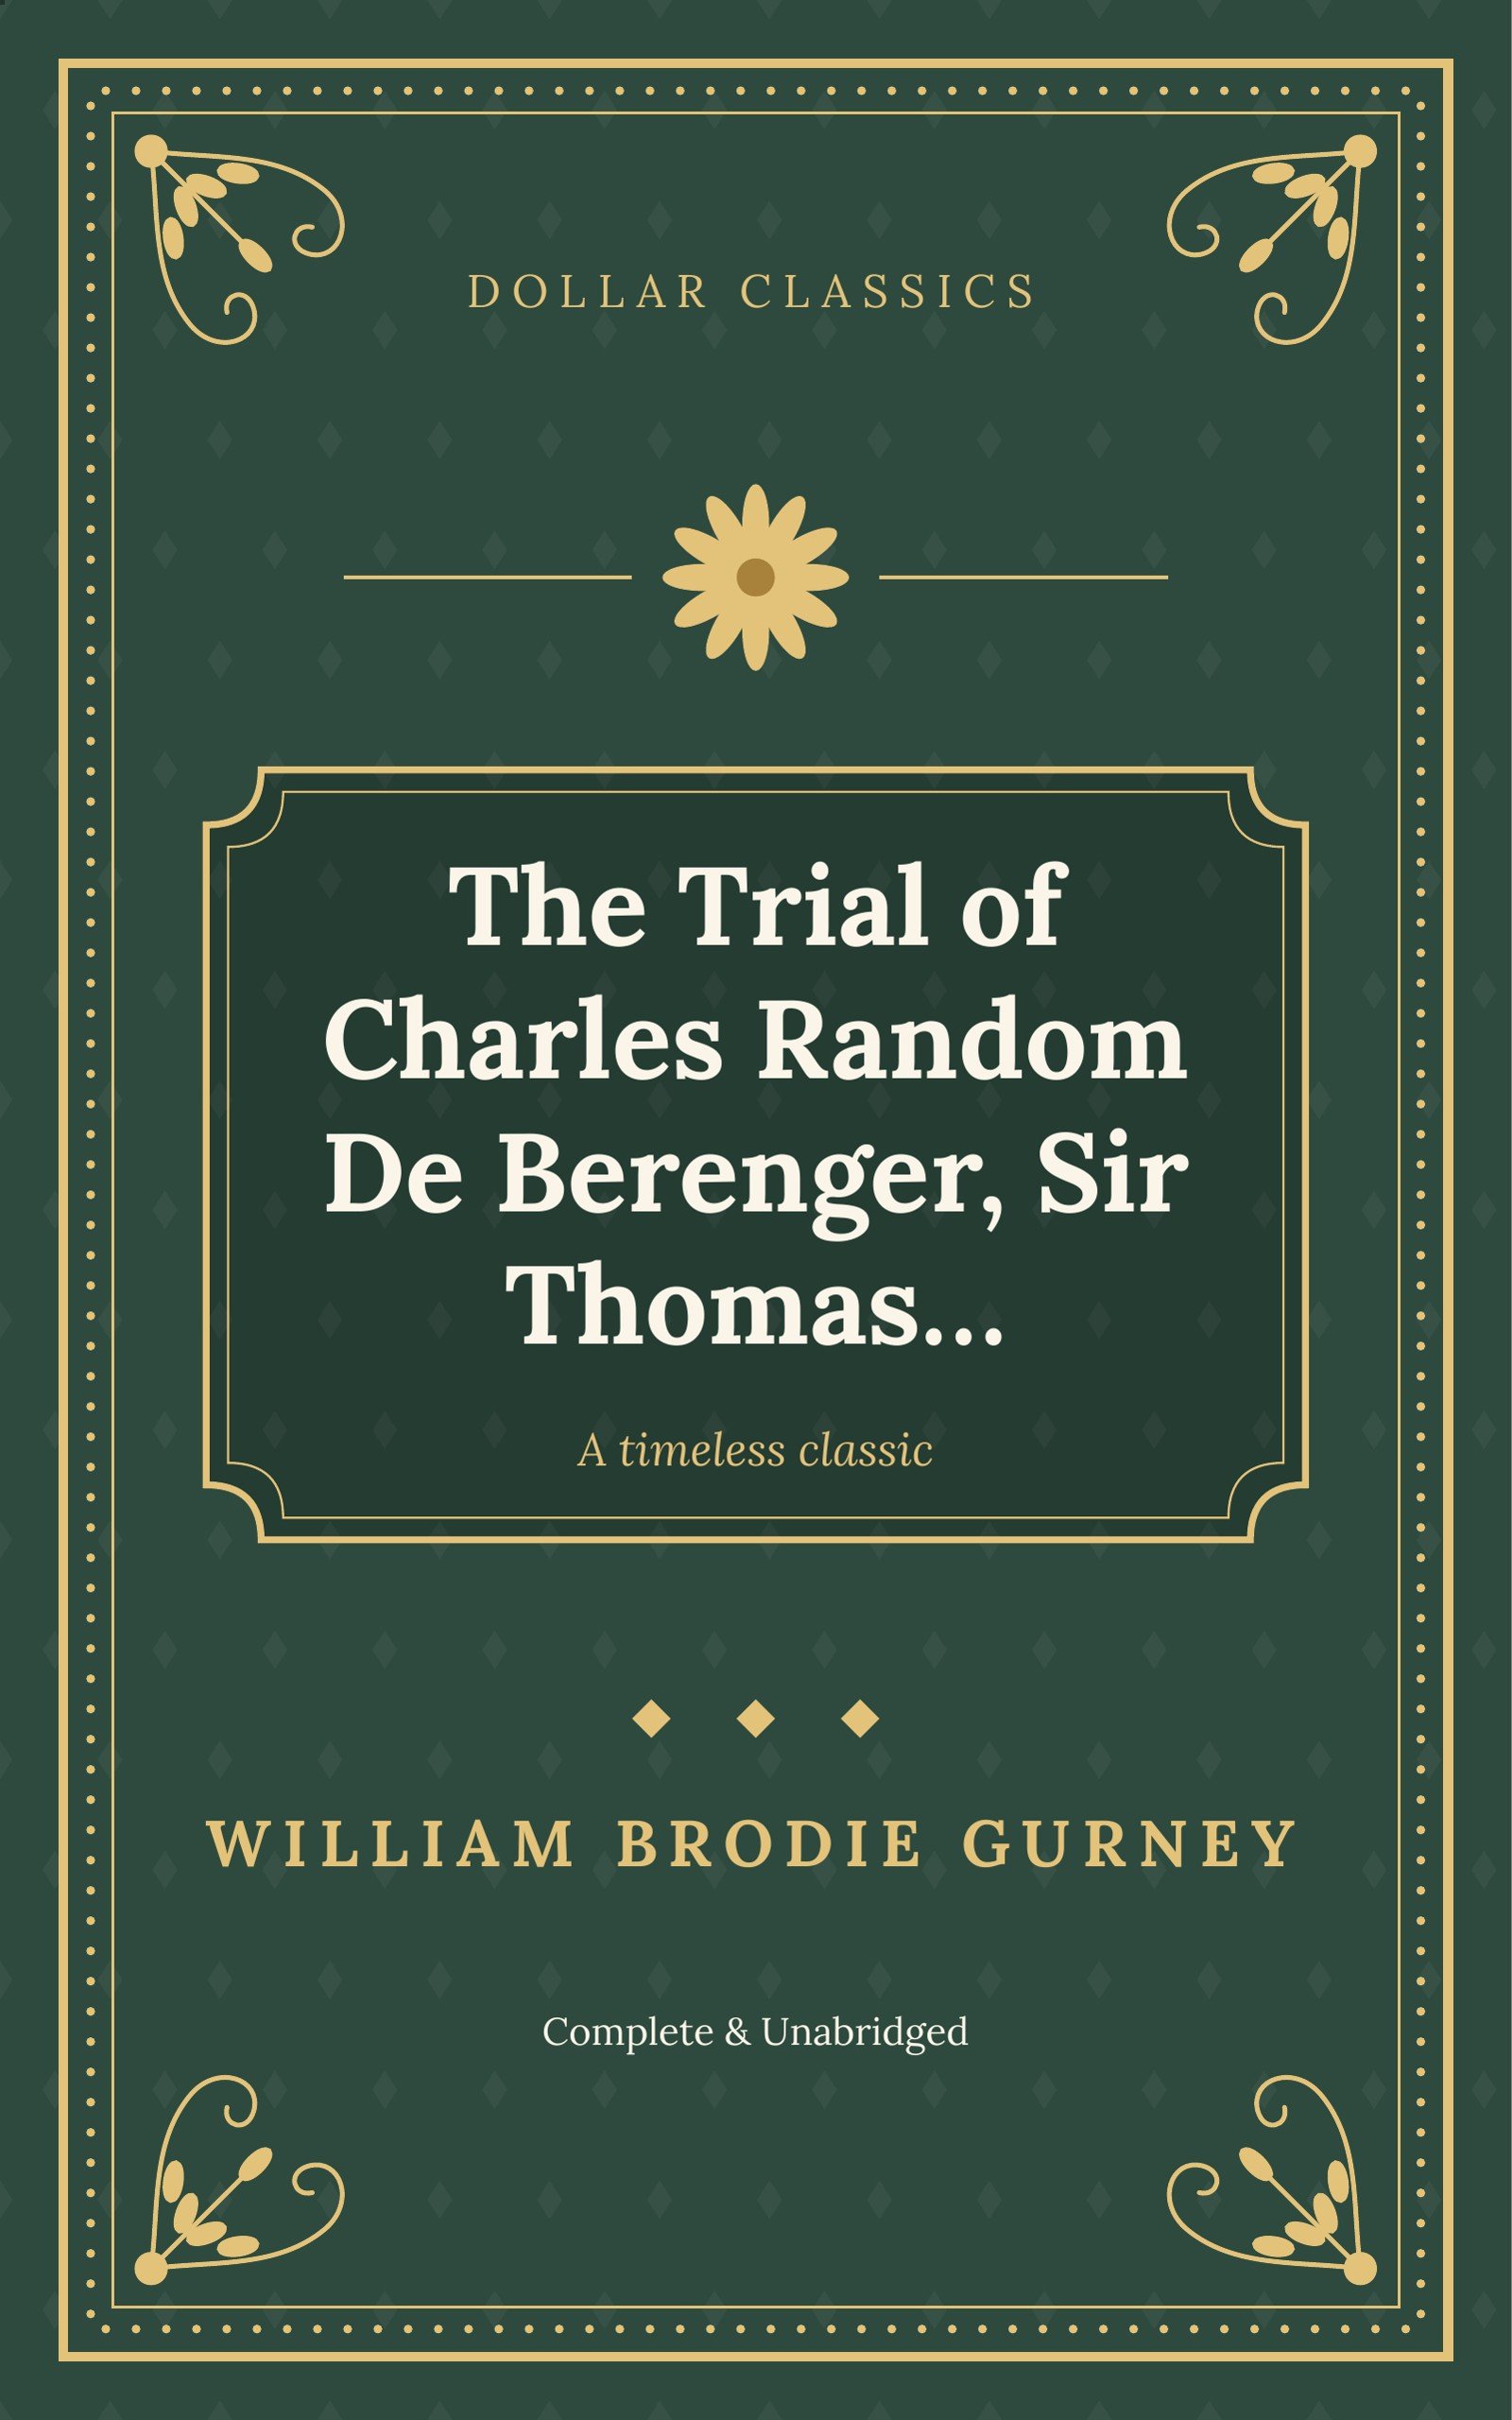 DOLLAR CLASSICS
The Trial of
Charles Random
De Berenger, Sir
Thomas...
A timeless classic
WILLIAM BRODIE GURNEY
Complete & Unabridged